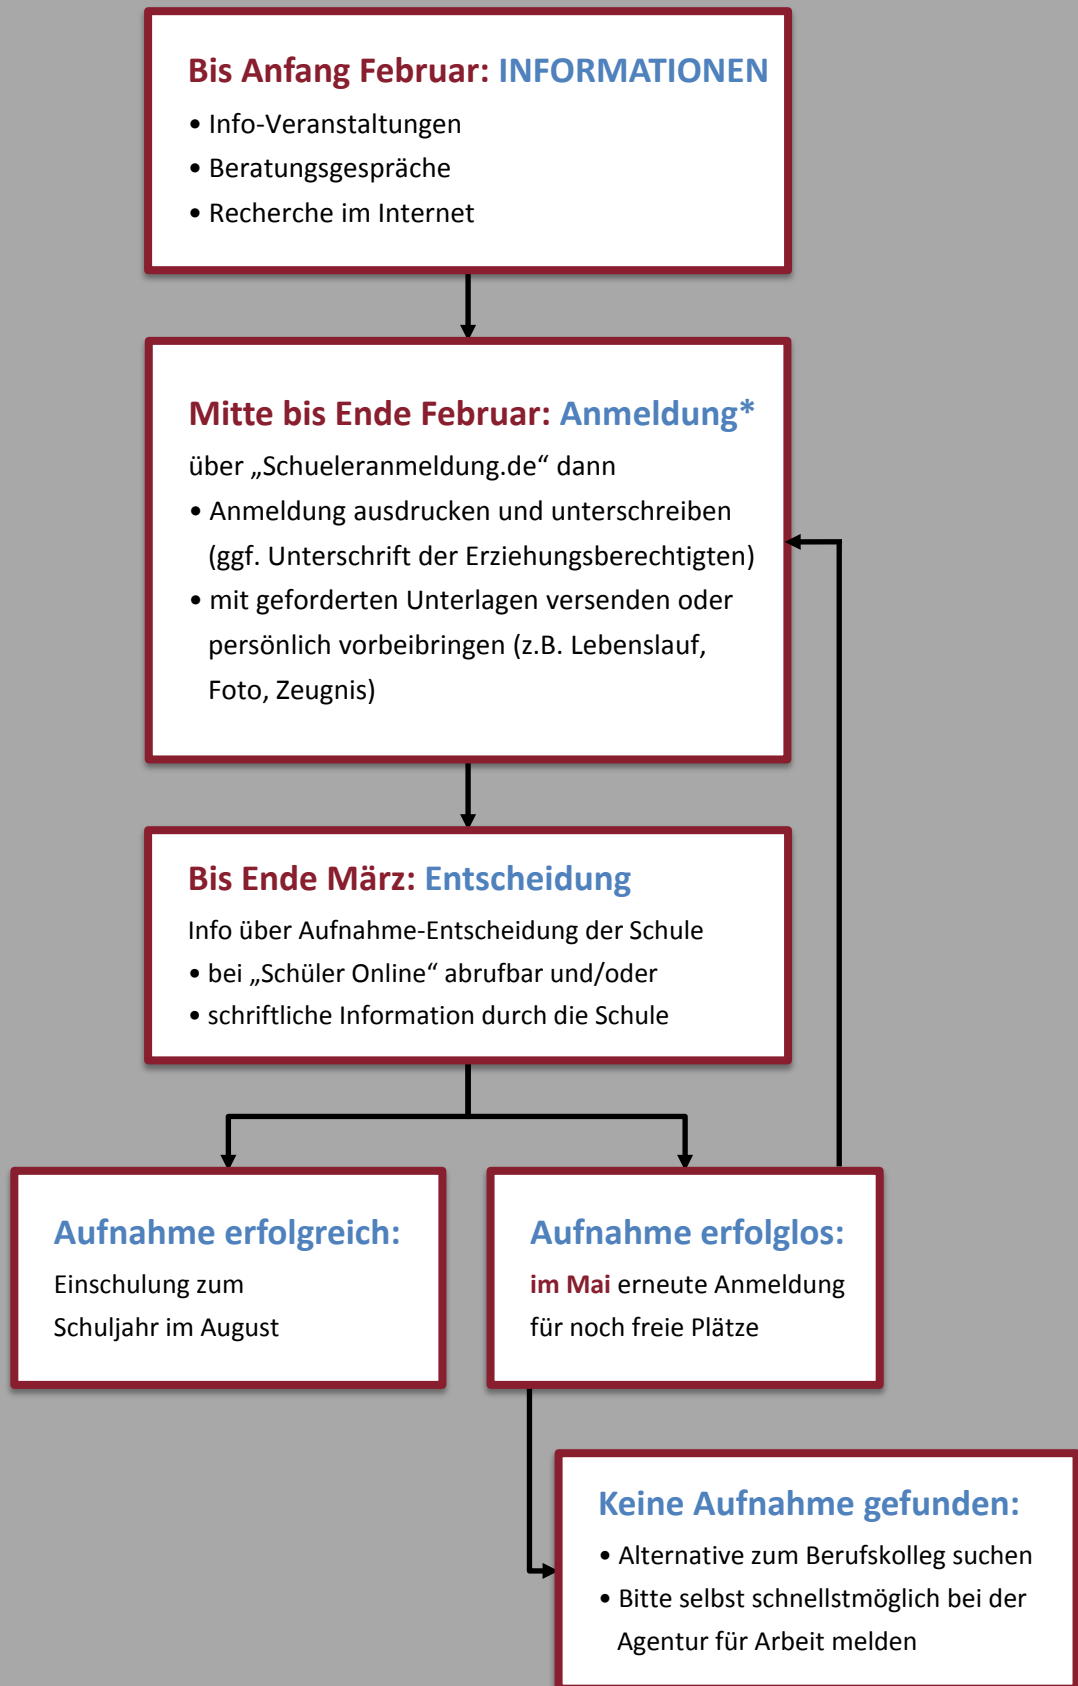 Bis Anfang Februar: INFORMATIONEN
• Info-Veranstaltungen
• Beratungsgespräche
• Recherche im Internet
Mitte bis Ende Februar: Anmeldung*
über „Schueleranmeldung.de“ dann
• Anmeldung ausdrucken und unterschreiben
(ggf. Unterschrift der Erziehungsberechtigten)
• mit geforderten Unterlagen versenden oder
persönlich vorbeibringen (z.B. Lebenslauf,
Foto, Zeugnis)
Bis Ende März: Entscheidung
Info über Aufnahme-Entscheidung der Schule
• bei „Schüler Online“ abrufbar und/oder
• schriftliche Information durch die Schule
Aufnahme erfolgreich:
Einschulung zum
Schuljahr im August
Aufnahme erfolglos:
im Mai erneute Anmeldung
für noch freie Plätze
Keine Aufnahme gefunden:
• Alternative zum Berufskolleg suchen
• Bitte selbst schnellstmöglich bei der
Agentur für Arbeit melden